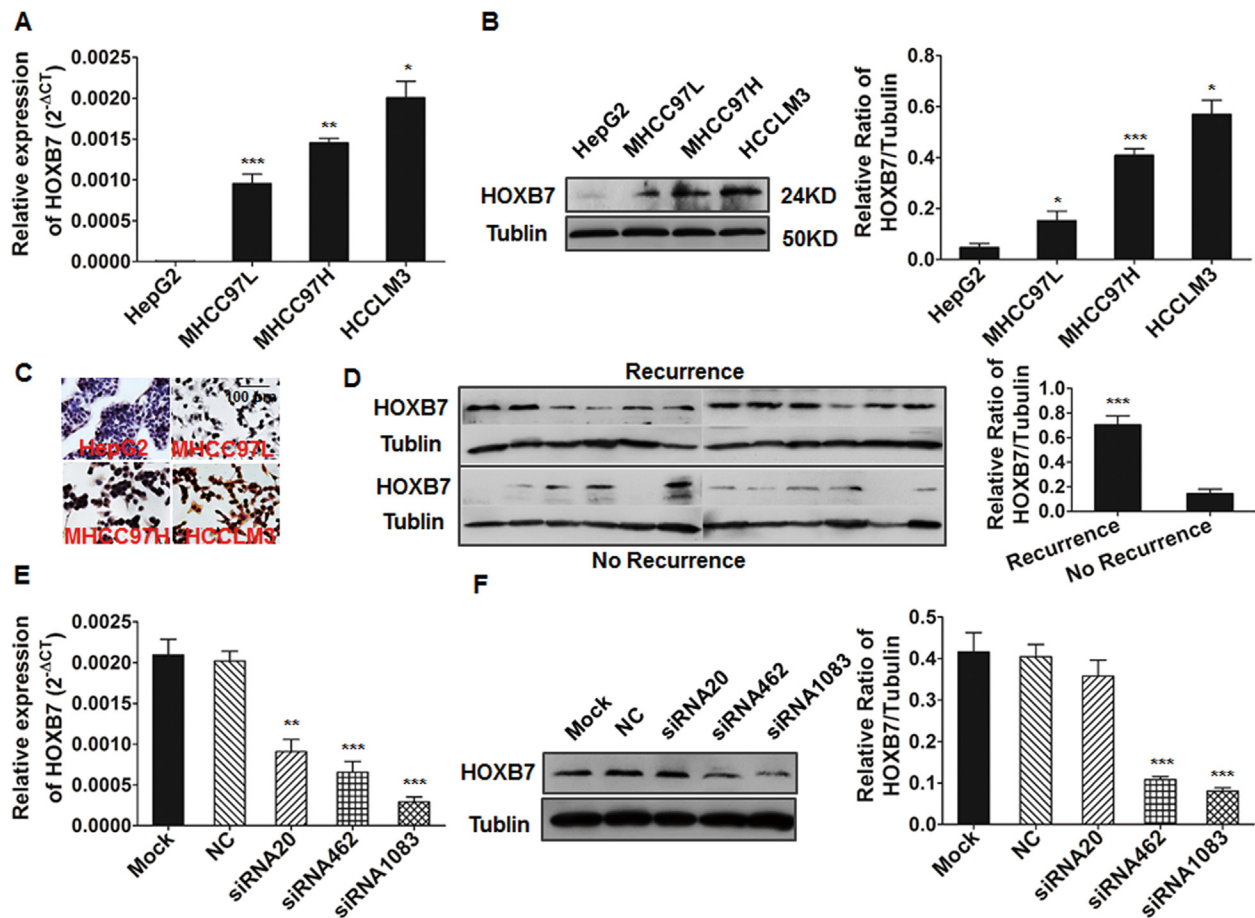 A
Relative expression
of HOXB7 (2-ΔCT)
0.0025
0.0020
0.0015
0.0010
0.0005
0.0000
***
**
*
HepG2
MHCC97L
MHCC97H
HCCLM3
B
HepG2
MHCC97L
MHCC97H
HCCLM3
HOXB7
24KD
Tublin
50KD
Relative Ratio of
HOXB7/Tubulin
0.8
0.6
0.4
0.2
0.0
*
***
*
HepG2
MHCC97L
MHCC97H
HCCLM3
C
100 μm
HepG2
MHCC97L
MHCC97H
HCCLM3
D
Recurrence
HOXB7
Tublin
HOXB7
Tublin
No Recurrence
Relative Ratio of
HOXB7/Tubulin
1.0
0.8
0.6
0.4
0.2
0.0
***
Recurrence
No Recurrence
E
Relative expression
of HOXB7 (2-ΔCT)
0.0025
0.0020
0.0015
0.0010
0.0005
0.0000
**
***
***
Mock
NC
siRNA20
siRNA462
siRNA1083
F
Mock
NC
siRNA20
siRNA462
siRNA1083
HOXB7
Tublin
Relative Ratio of
HOXB7/Tubulin
0.5
0.4
0.3
0.2
0.1
0.0
***
***
Mock
NC
siRNA20
siRNA462
siRNA1083